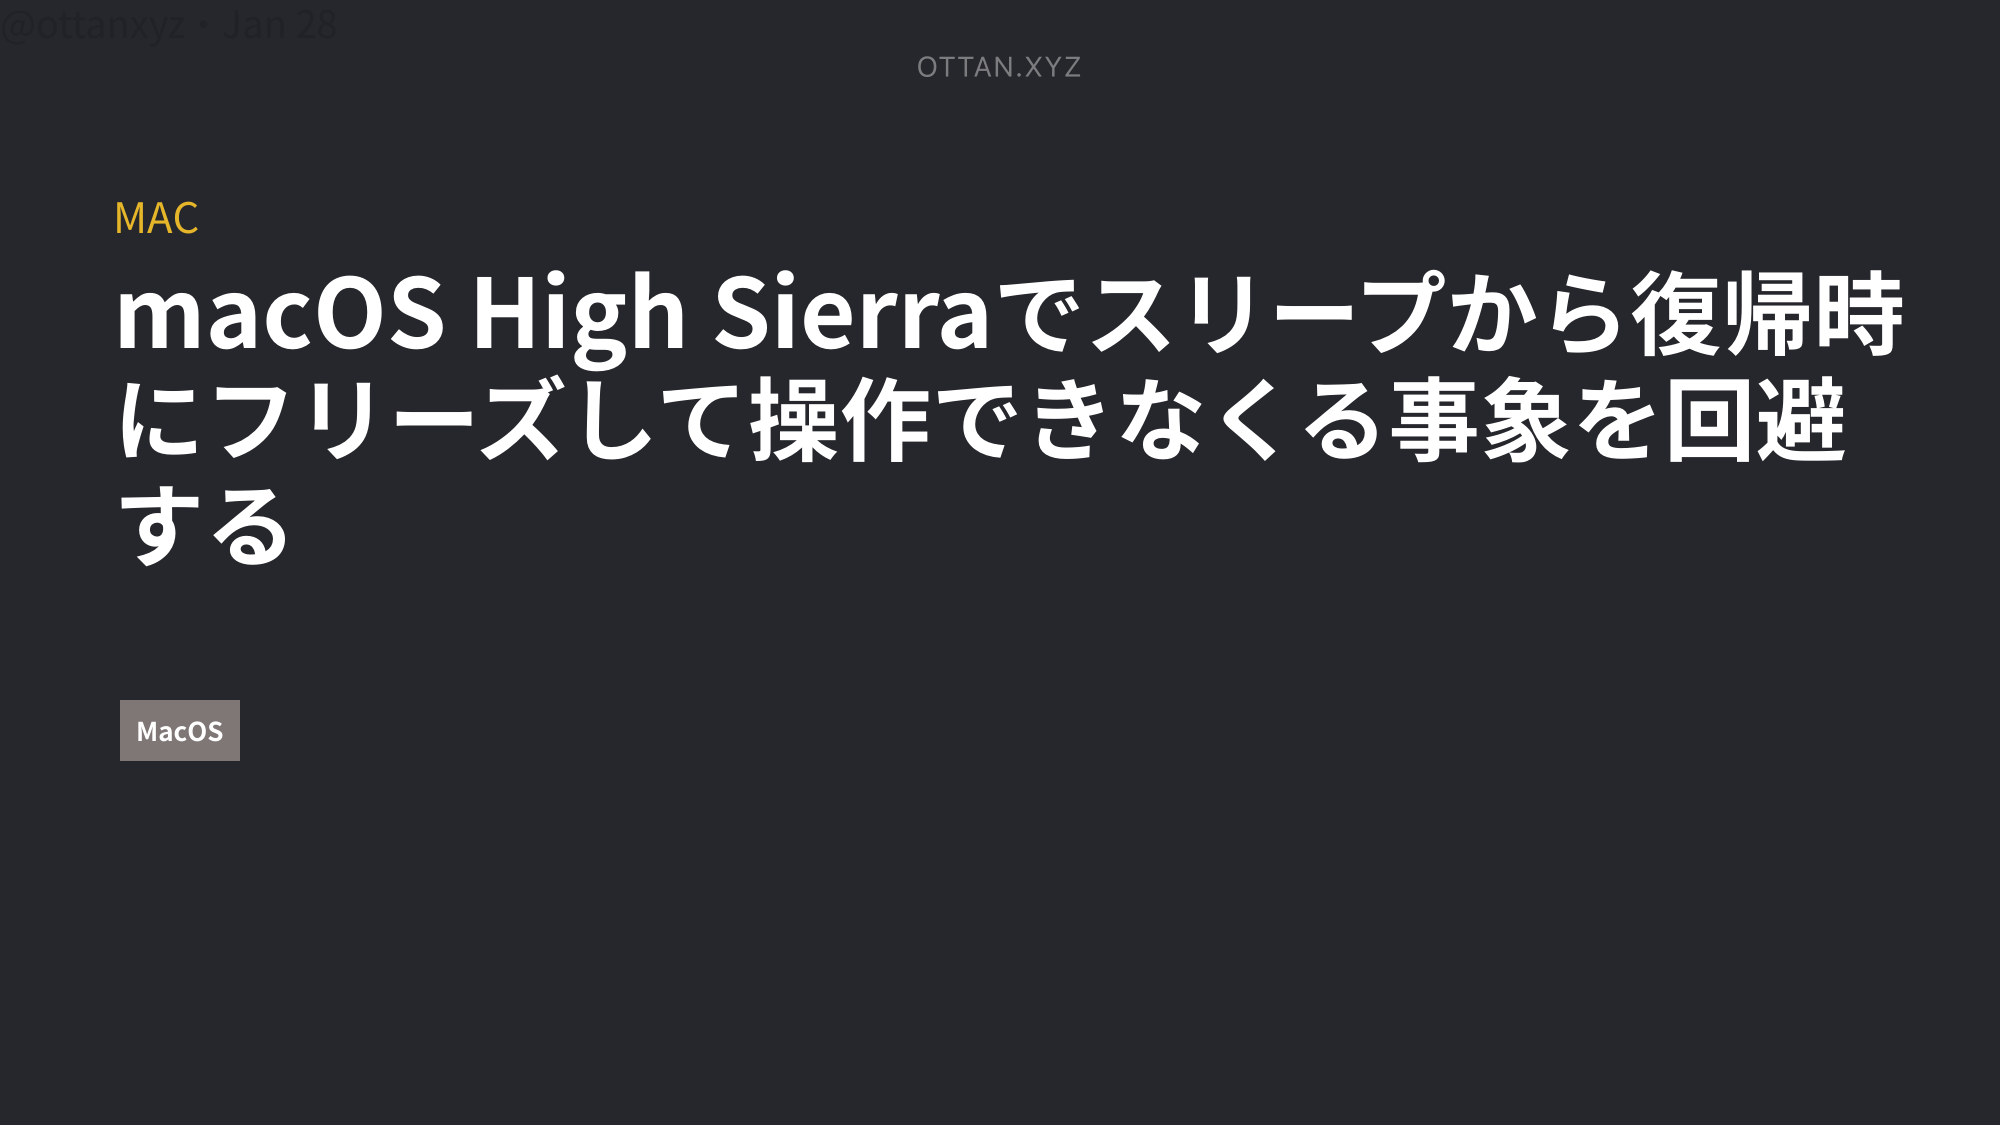 @ottanxyz・Jan 28
OTTAN.XYZ
MAC
macOS High Sierraでスリープから復帰時
にフリーズして操作できなくる事象を回避
する
MacOS